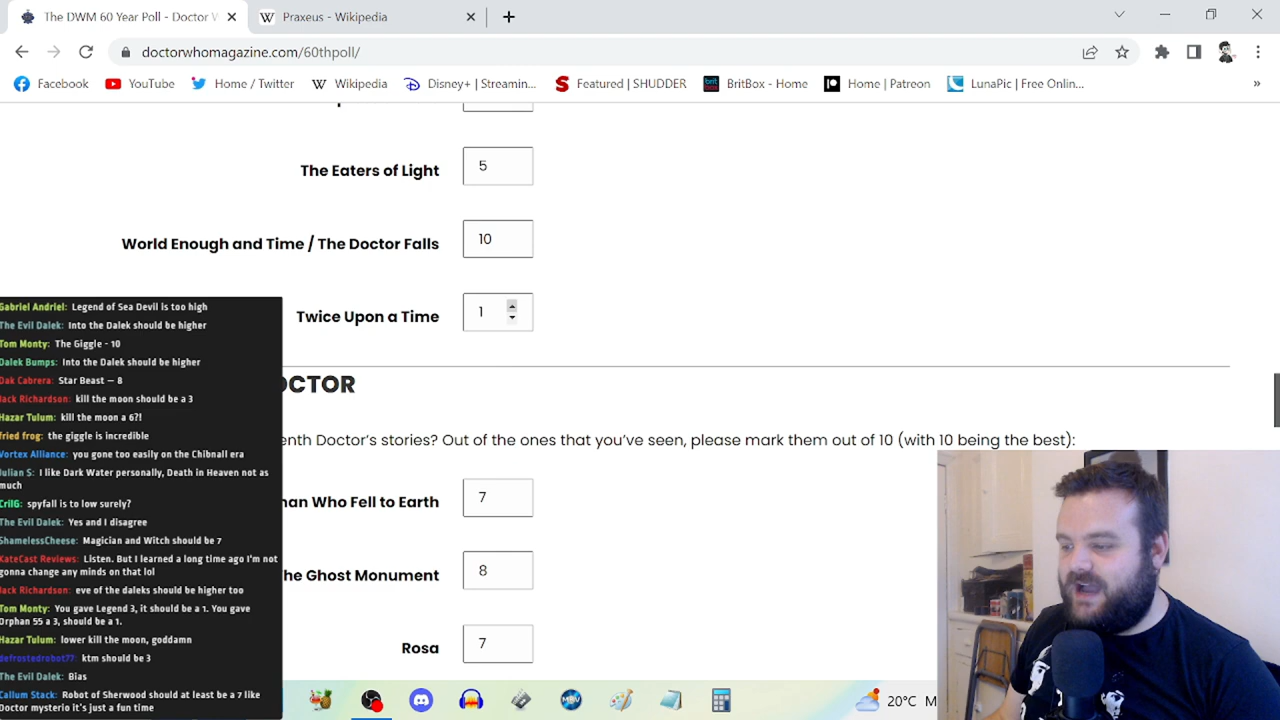 The DWM 60 Year Poll - Doctor W
Praxeus - Wikipedia
doctorwhomagazine.com/60thpoll/
Facebook
YouTube
Home / Twitter
Wikipedia
Disney+ | Streamin...
Featured | SHUDDER
BritBox - Home
Home | Patreon
LunaPic | Free Onlin...
»
The Eaters of Light 5
World Enough and Time / The Doctor Falls 10
Twice Upon a Time 1
OCTOR
enth Doctor's stories? Out of the ones that you've seen, please mark them out of 10 (with 10 being the best):
an Who Fell to Earth 7
he Ghost Monument 8
Rosa 7
Gabriel Andriel: Legend of Sea Devil is too high
The Evil Dalek: Into the Dalek should be higher
Tom Monty: The Giggle - 10
Dalek Bumps: Into the Dalek should be higher
Dak Cabrera: Star Beast — 8
Jack Richardson: kill the moon should be a 3
Hazar Tulum: kill the moon a 6?!
fried frog: the giggle is incredible
Vortex Alliance: you gone too easily on the Chibnall era
Julian S: I like Dark Water personally, Death in Heaven not as
much
CrilG: spyfall is to low surely?
The Evil Dalek: Yes and I disagree
ShamelessCheese: Magician and Witch should be 7
KateCast Reviews: Listen. But I learned a long time ago I'm not
gonna change any minds on that lol
Jack Richardson: eve of the daleks should be higher too
Tom Monty: You gave Legend 3, it should be a 1. You gave
Orphan 55 a 3, should be a 1.
Hazar Tulum: lower kill the moon, goddamn
defrostedrobot77: ktm should be 3
The Evil Dalek: Bias
Callum Stack: Robot of Sherwood should at least be a 7 like
Doctor mysterio it's just a fun time
20°C M